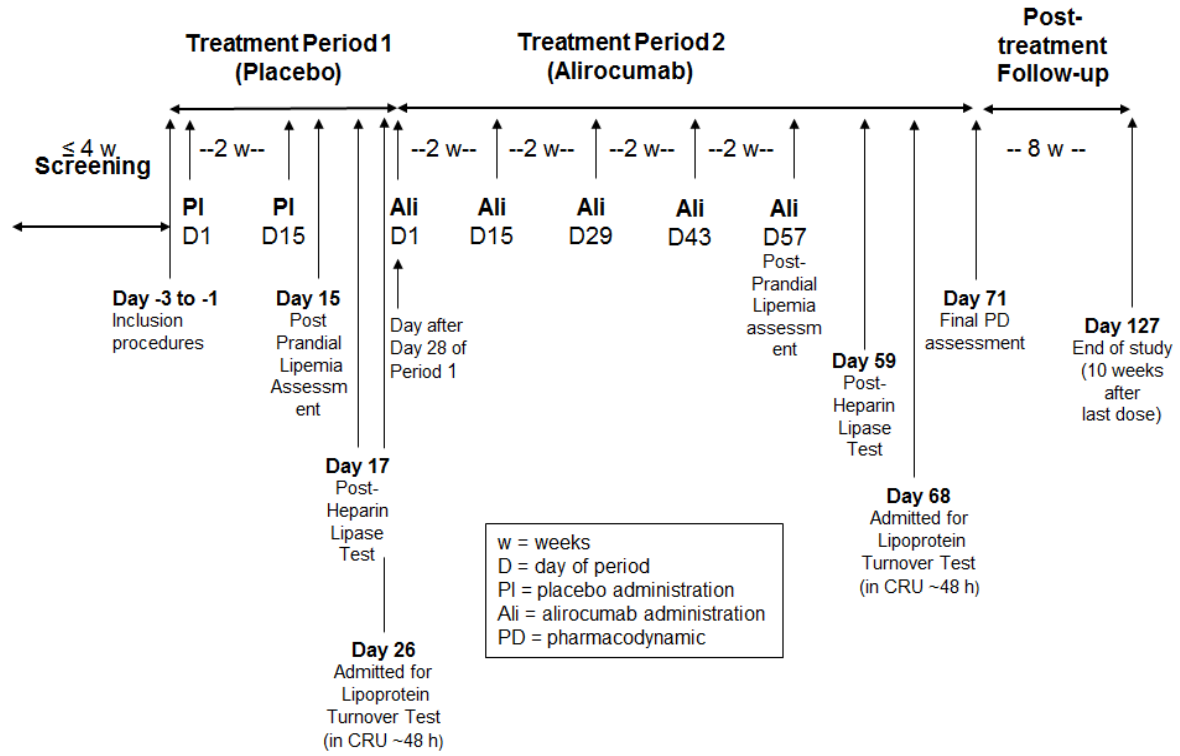 Treatment Period 1
(Placebo)
Treatment Period 2
(Alirocumab)
Post-
treatment
Follow-up
≤ 4 w
Screening
--2 w--
--2 w--
--2 w--
--2 w--
--2 w--
-- 8 w --
Pl
D1
Pl
D15
Ali
D1
Ali
D15
Ali
D29
Ali
D43
Ali
D57
Post-
Prandial
Lipemia
assessm
ent
Day -3 to -1
Inclusion
procedures
Day 15
Post
Prandial
Lipemia
Assessm
ent
Day after
Day 28 of
Period 1
Day 71
Final PD
assessment
Day 127
End of study
(10 weeks
after
last dose)
Day 59
Post-
Heparin
Lipase
Test
Day 17
Post-
Heparin
Lipase
Test
Day 68
Admitted for
Lipoprotein
Turnover Test
(in CRU ~48 h)
w = weeks
D = day of period
Pl = placebo administration
Ali = alirocumab administration
PD = pharmacodynamic
Day 26
Admitted for
Lipoprotein
Turnover Test
(in CRU ~48 h)